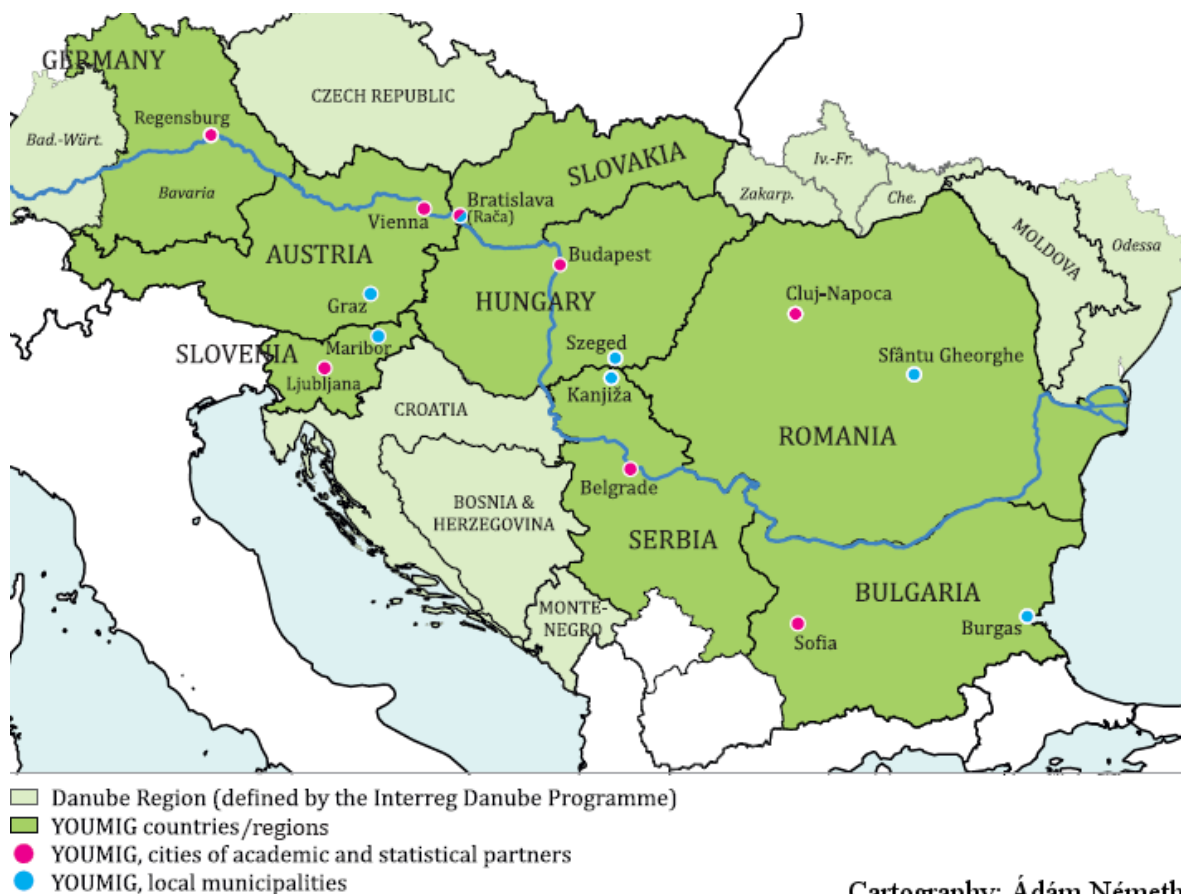 GERMANY
CZECH REPUBLIC
Regensburg
Bad.-Würt.
Bavaria
SLOVAKIA
Iv.-Fr.
Zakarp.
Che.
Vienna
Bratislava
(Rača)
AUSTRIA
Budapest
MOLDOVA
Odessa
HUNGARY
Graz
Cluj-Napoca
Maribor
SLOVENIA
Szeged
Sfântu Gheorghe
Ljubljana
Kanjiža
CROATIA
ROMANIA
Belgrade
BOSNIA &
HERZEGOVINA
SERBIA
BULGARIA
MONTE-
NEGRO
Sofia
Burgas
Danube Region (defined by the Interreg Danube Programme)
YOUMIG countries/regions
YOUMIG, cities of academic and statistical partners
YOUMIG, local municipalities
Cartography: Ádám Németh